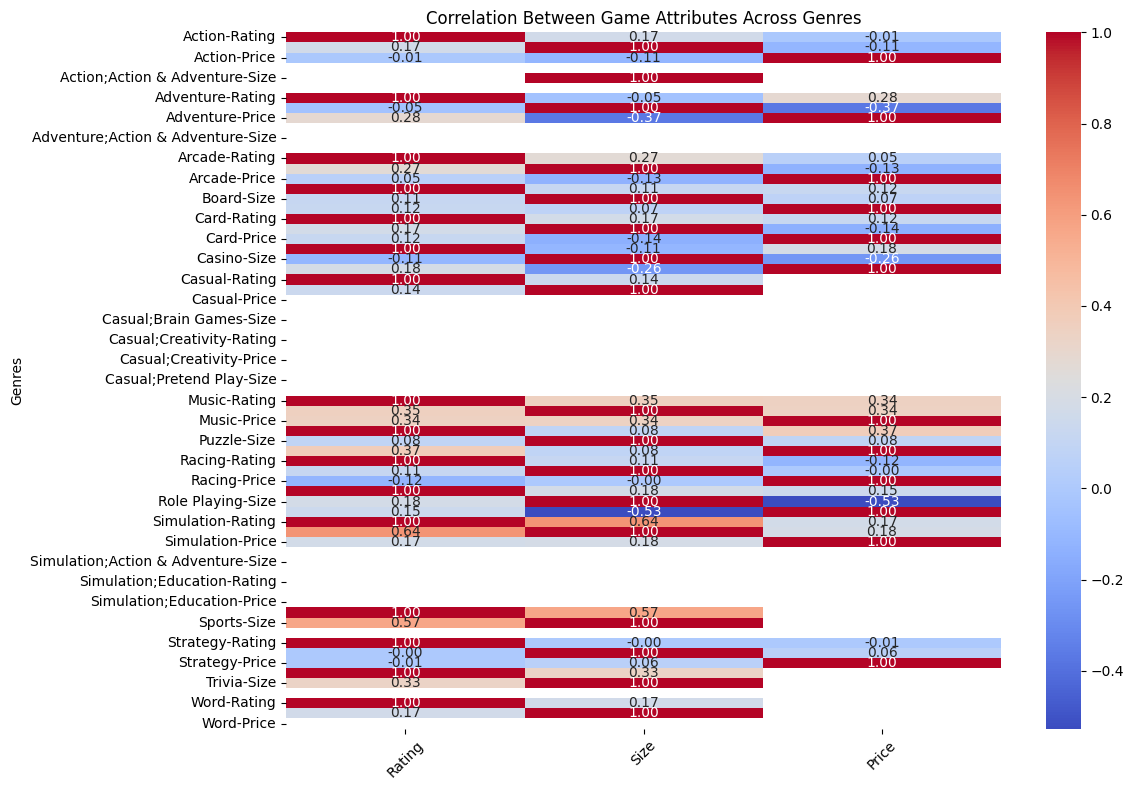 Correlation Between Game Attributes Across Genres
Action-Rating 1.00 0.17 -0.01
0.17 1.00 -0.11
Action-Price -0.01 -0.11 1.00
Action;Action & Adventure-Size 1.00
Adventure-Rating 1.00 -0.05 0.28
-0.05 1.00 -0.37
Adventure-Price 0.28 -0.37 1.00
Adventure;Action & Adventure-Size
Arcade-Rating 1.00 0.27 0.05
0.27 1.00 -0.13
Arcade-Price 0.05 -0.13 1.00
1.00 0.11 0.12
Board-Size 0.11 1.00 0.07
0.12 0.07 1.00
Card-Rating 1.00 0.17 0.12
0.17 1.00 -0.14
Card-Price 0.12 -0.14 1.00
1.00 -0.11 0.18
Casino-Size -0.11 1.00 -0.26
0.18 -0.26 1.00
Casual-Rating 1.00 0.14
0.14 1.00
Casual-Price
Casual;Brain Games-Size
Casual;Creativity-Rating
Casual;Creativity-Price
Casual;Pretend Play-Size
Music-Rating 1.00 0.35 0.34
0.35 1.00 0.34
Music-Price 0.34 0.34 1.00
1.00 0.08 0.37
Puzzle-Size 0.08 1.00 0.08
0.37 0.08 1.00
Racing-Rating 1.00 0.11 -0.12
0.11 1.00 -0.00
Racing-Price -0.12 -0.00 1.00
1.00 0.18 0.15
Role Playing-Size 0.18 1.00 -0.53
0.15 -0.53 1.00
Simulation-Rating 1.00 0.64 0.17
0.64 1.00 0.18
Simulation-Price 0.17 0.18 1.00
Simulation;Action & Adventure-Size
Simulation;Education-Rating
Simulation;Education-Price
1.00 0.57
Sports-Size 0.57 1.00
Strategy-Rating 1.00 -0.00 -0.01
-0.00 1.00 0.06
Strategy-Price -0.01 0.06 1.00
1.00 0.33
Trivia-Size 0.33 1.00
Word-Rating 1.00 0.17
0.17 1.00
Word-Price
Genres
Rating
Size
Price
1.0
0.8
0.6
0.4
0.2
0.0
−0.2
−0.4